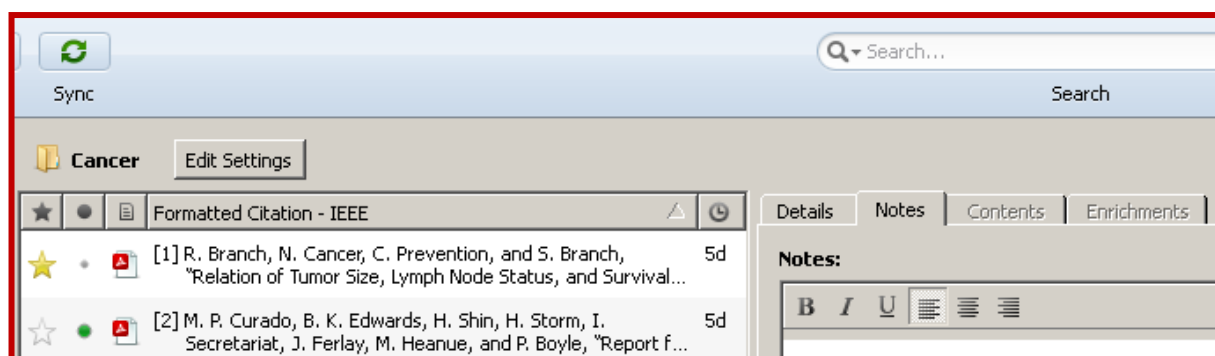 Search...
Sync
Search
Cancer
Edit Settings
Formatted Citation - IEEE
Details
Notes
Contents
Enrichments
[1] R. Branch, N. Cancer, C. Prevention, and S. Branch,
5d
"Relation of Tumor Size, Lymph Node Status, and Survival...
Notes:
B I U
[2] M. P. Curado, B. K. Edwards, H. Shin, H. Storm, I.
5d
Secretariat, J. Ferlay, M. Heanue, and P. Boyle, "Report f...